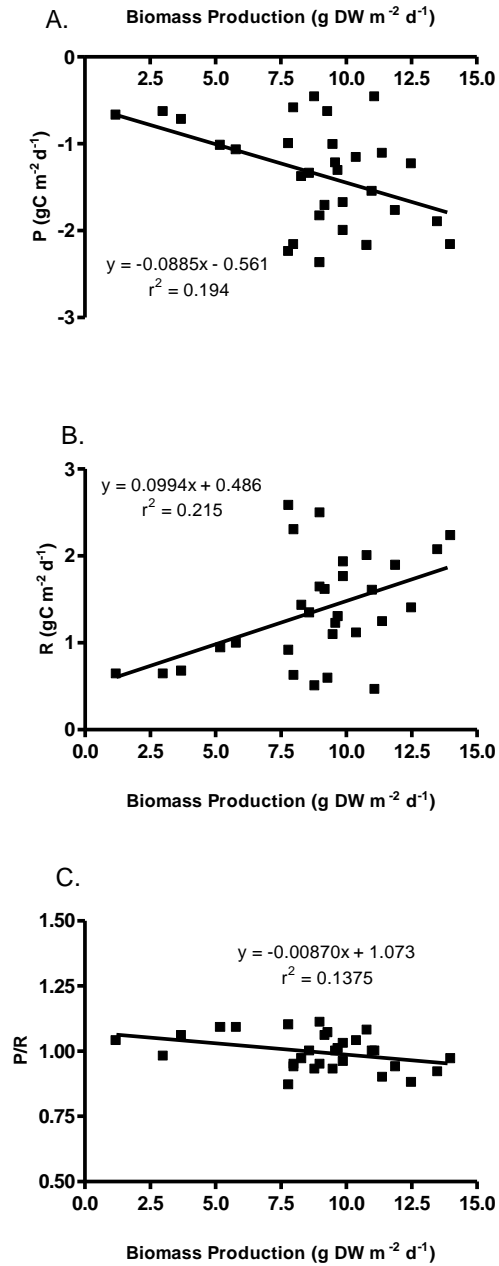 A.
Biomass Production (g DW m-2 d-1)
0 2.5 5.0 7.5 10.0 12.5 15.0
-1
-2
-3
P (gC m-2 d-1)
y = -0.0885x - 0.561
r2 = 0.194
B.
3
2
1
0
R (gC m-2 d-1)
y = 0.0994x + 0.486
r2 = 0.215
0.0 2.5 5.0 7.5 10.0 12.5 15.0
Biomass Production (g DW m-2 d-1)
C.
1.50
1.25
1.00
0.75
0.50
P/R
y = -0.00870x + 1.073
r2 = 0.1375
0.0 2.5 5.0 7.5 10.0 12.5 15.0
Biomass Production (g DW m-2 d-1)